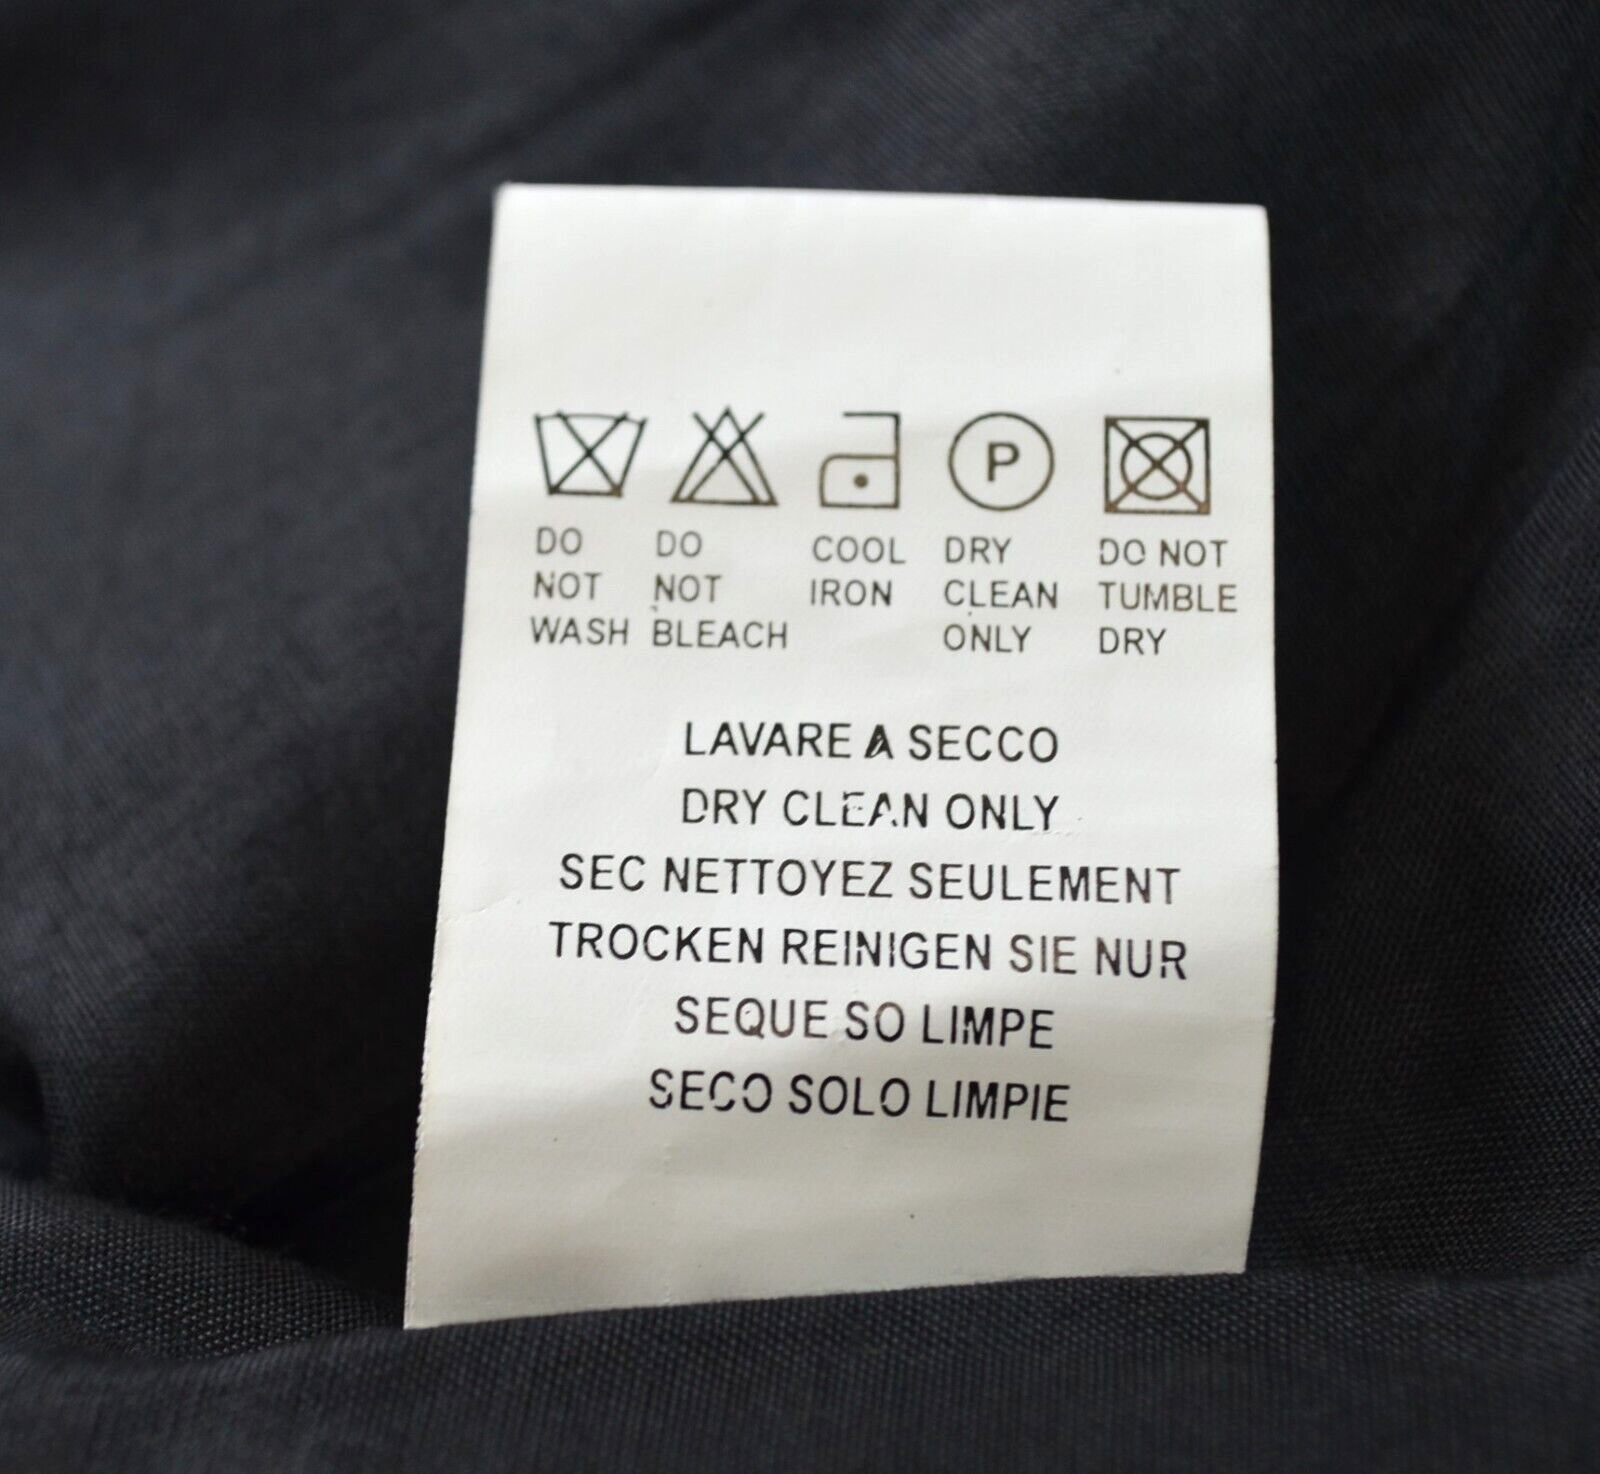 P
DO DO COOL DRY DO NOT
NOT NOT IRON CLEAN TUMBLE
WASH BLEACH ONLY DRY
LAVARE A SECCO
DRY CLEAN ONLY
SEC NETTOYEZ SEULEMENT
TROCKEN REINIGEN SIE NUR
SEQUE SO LIMPE
SECO SOLO LIMPIE